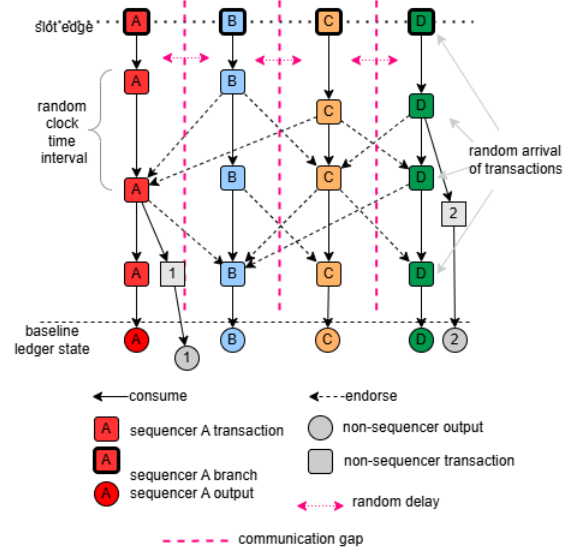 slot edge
A
B
C
D
A
B
C
D
random
clock
time
interval
random arrival
of transactions
A
B
C
D
2
A
1
B
C
D
baseline
ledger state
A
1
B
C
D
2
consume
endorse
A
sequencer A transaction
non-sequencer output
A
sequencer A branch
non-sequencer transaction
A
sequencer A output
random delay
communication gap